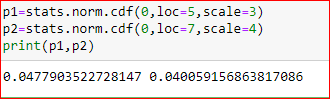 p1=stats.norm.cdf(0,loc=5,scale=3)
p2=stats.norm.cdf(0,loc=7,scale=4)
print(p1,p2)
0.0477903522728147 0.040059156863817086